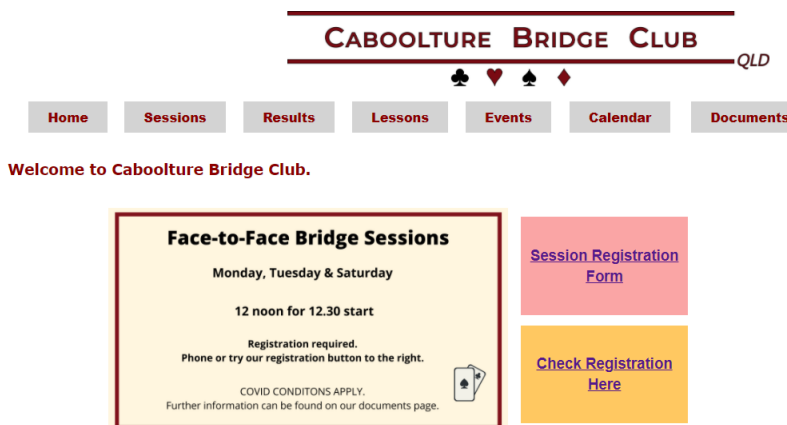 CABOOLTURE BRIDGE CLUB
QLD
Home Sessions Results Lessons Events Calendar Documents
Welcome to Caboolture Bridge Club.
Face-to-Face Bridge Sessions
Monday, Tuesday & Saturday
12 noon for 12.30 start
Registration required.
Phone or try our registration button to the right.
COVID CONDITONS APPLY.
Further information can be found on our documents page.
Session Registration
Form
Check Registration
Here